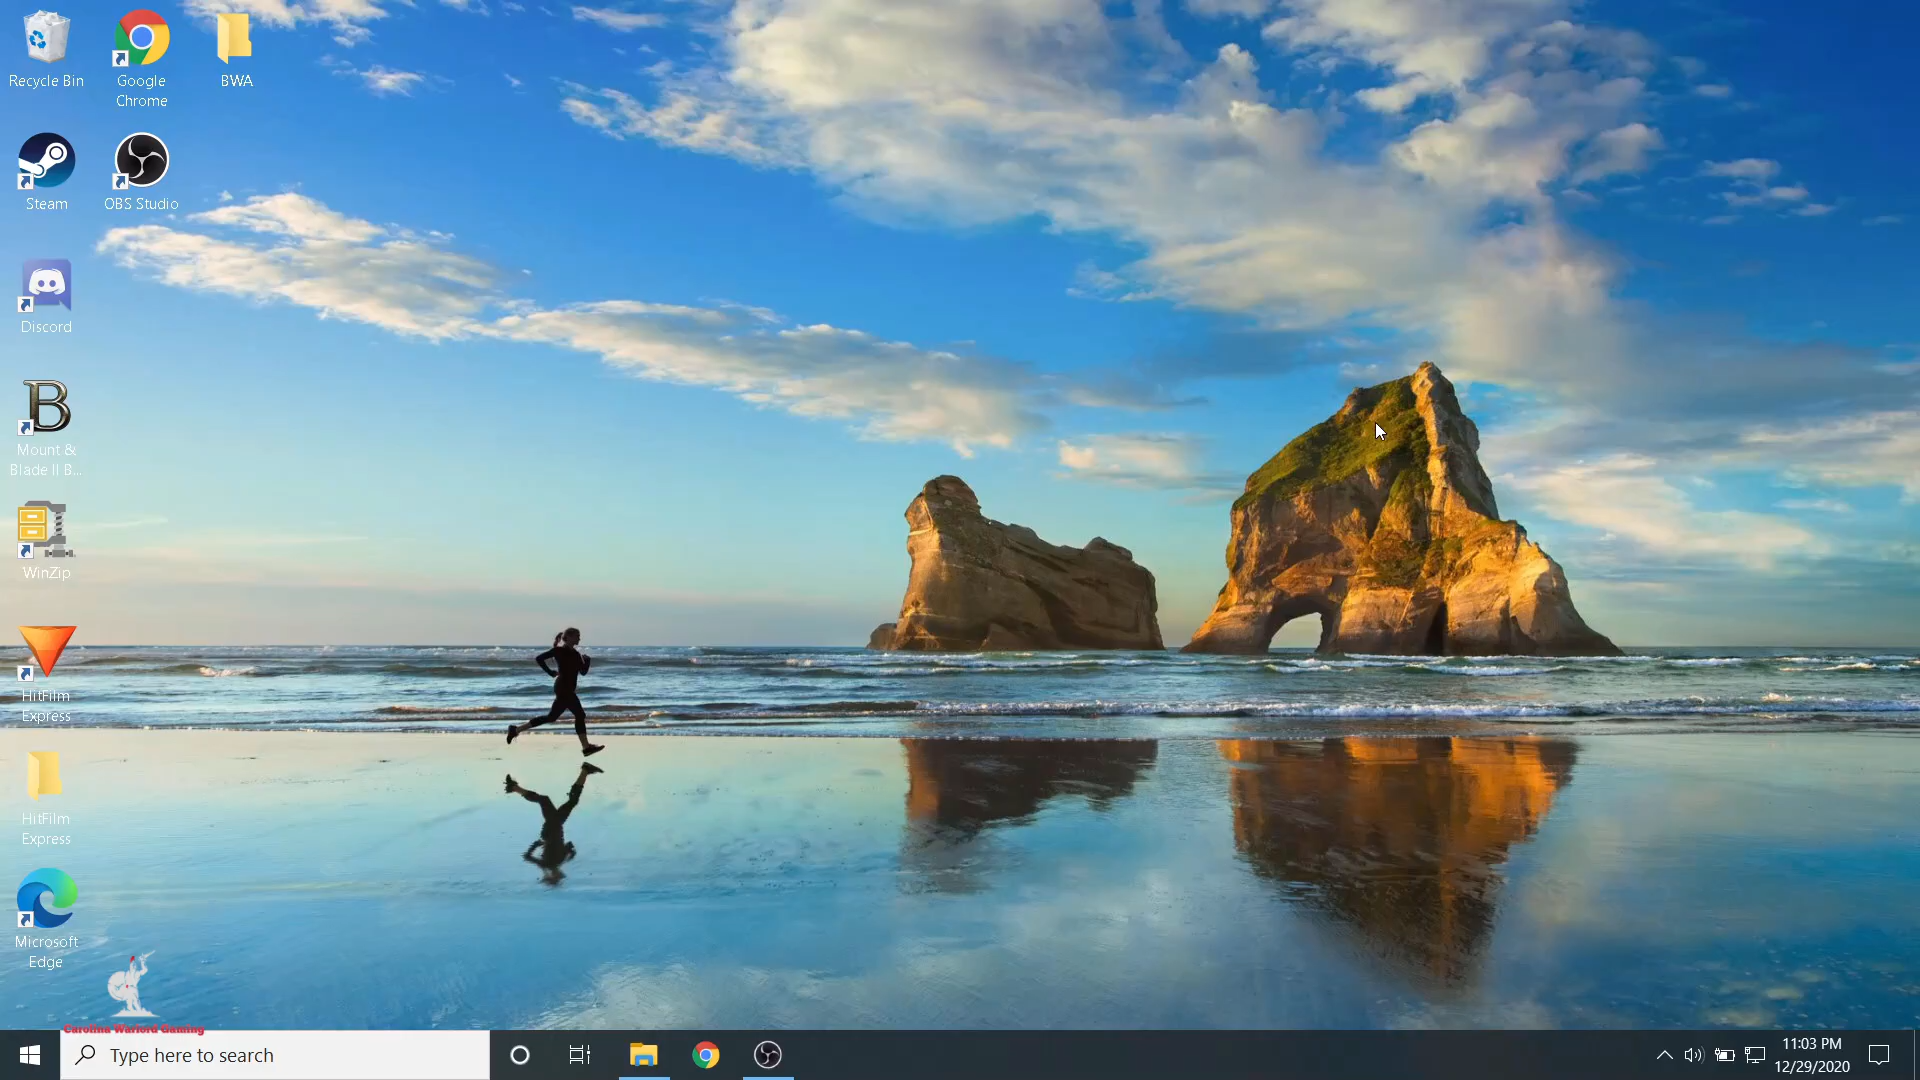 Recycle Bin
Google
Chrome
BWA
Steam
OBS Studio
Discord
Mount &
Blade II B...
WinZip
HitFilm
Express
HitFilm
Express
Microsoft
Edge
Carolina Warlord Gaming
Type here to search
11:03 PM
12/29/2020